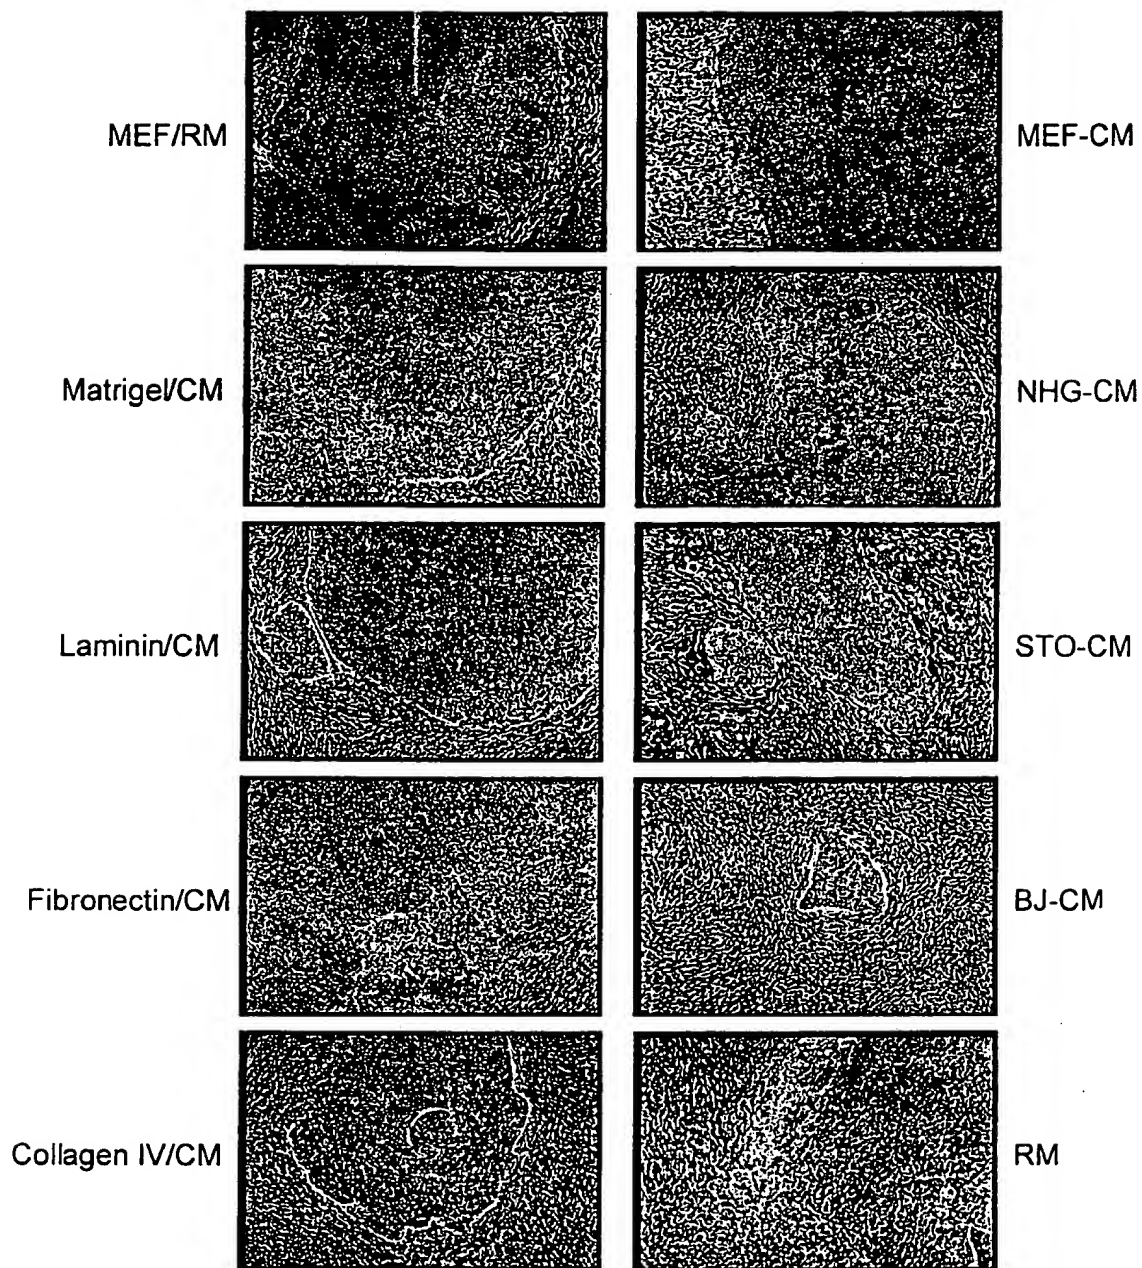 MEF/RM
MEF-CM
Matrigel/CM
NHG-CM
Laminin/CM
STO-CM
Fibronectin/CM
BJ-CM
Collagen IV/CM
RM